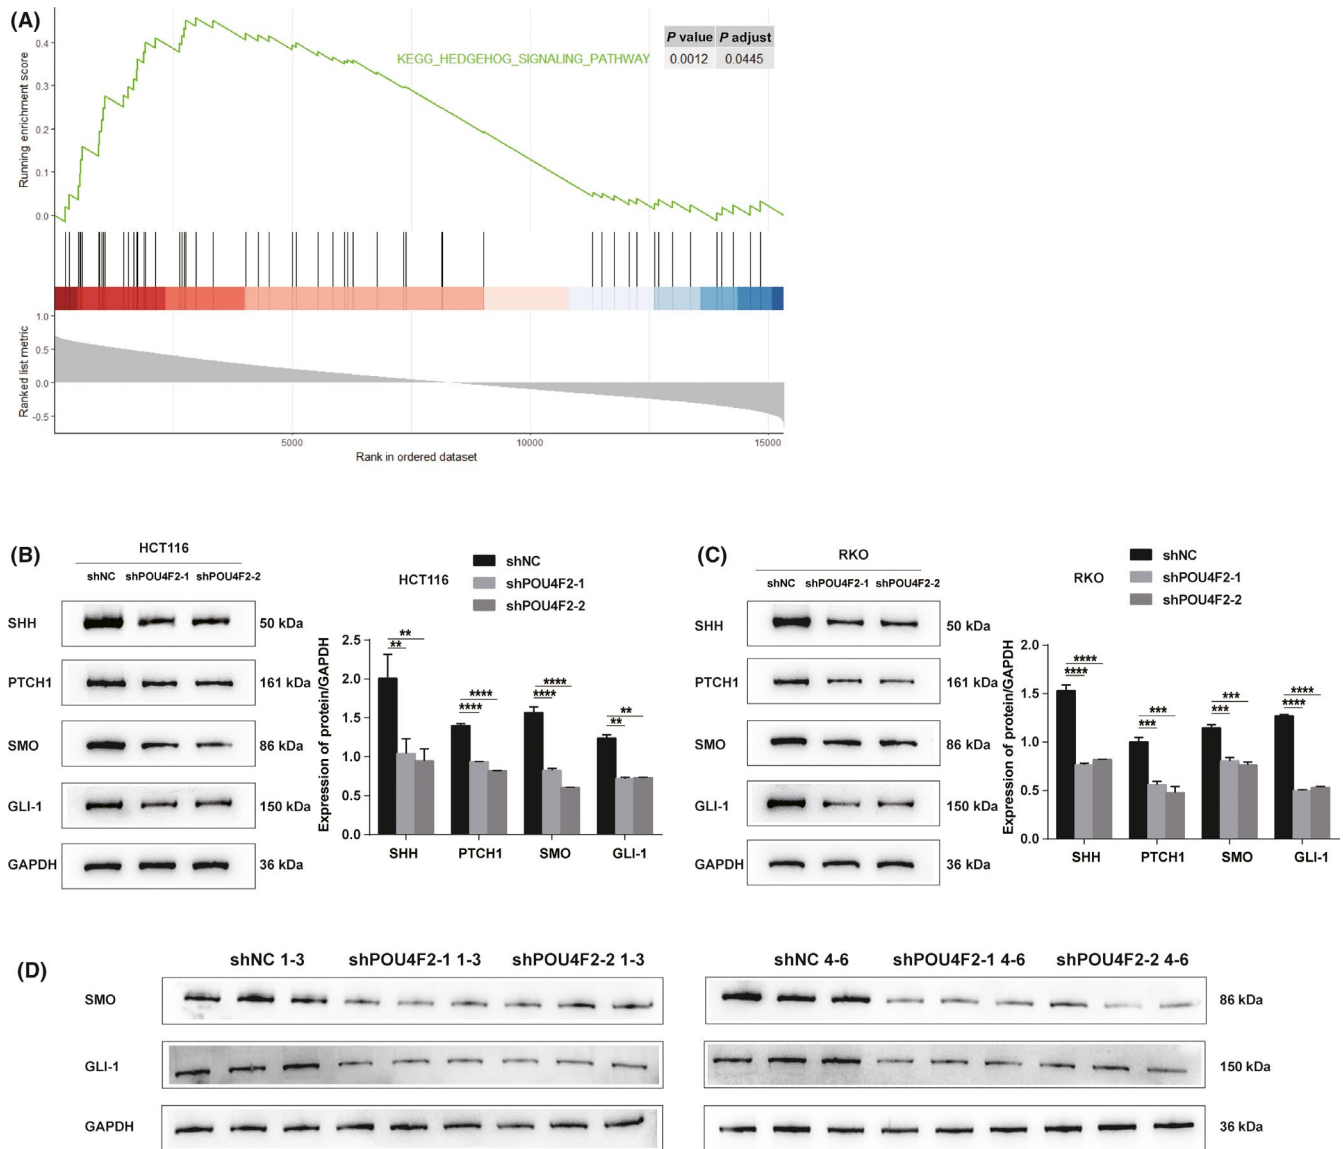 (A)
Running enrichment score
0.4
0.3
0.2
0.1
0.0
KEGG_HEDGEHOG_SIGNALING_PATHWAY
P value P adjust
0.0012 0.0445
Ranked list metric
1.0
0.5
0.0
-0.5
5000 10000 15000
Rank in ordered dataset
(B)
HCT116
shNC shPOU4F2-1 shPOU4F2-2
SHH 50 kDa
PTCH1 161 kDa
SMO 86 kDa
GLI-1 150 kDa
GAPDH 36 kDa
HCT116
shNC
shPOU4F2-1
shPOU4F2-2
Expression of protein/GAPDH
2.5
2.0
1.5
1.0
0.5
0.0
** ** **** **** **** **** ** **
SHH PTCH1 SMO GLI-1
(C)
RKO
shNC shPOU4F2-1 shPOU4F2-2
SHH 50 kDa
PTCH1 161 kDa
SMO 86 kDa
GLI-1 150 kDa
GAPDH 36 kDa
RKO
shNC
shPOU4F2-1
shPOU4F2-2
Expression of protein/GAPDH
2.0
1.5
1.0
0.5
0.0
**** **** *** *** *** *** **** ****
SHH PTCH1 SMO GLI-1
(D)
shNC 1-3 shPOU4F2-1 1-3 shPOU4F2-2 1-3 shNC 4-6 shPOU4F2-1 4-6 shPOU4F2-2 4-6
SMO 86 kDa
GLI-1 150 kDa
GAPDH 36 kDa